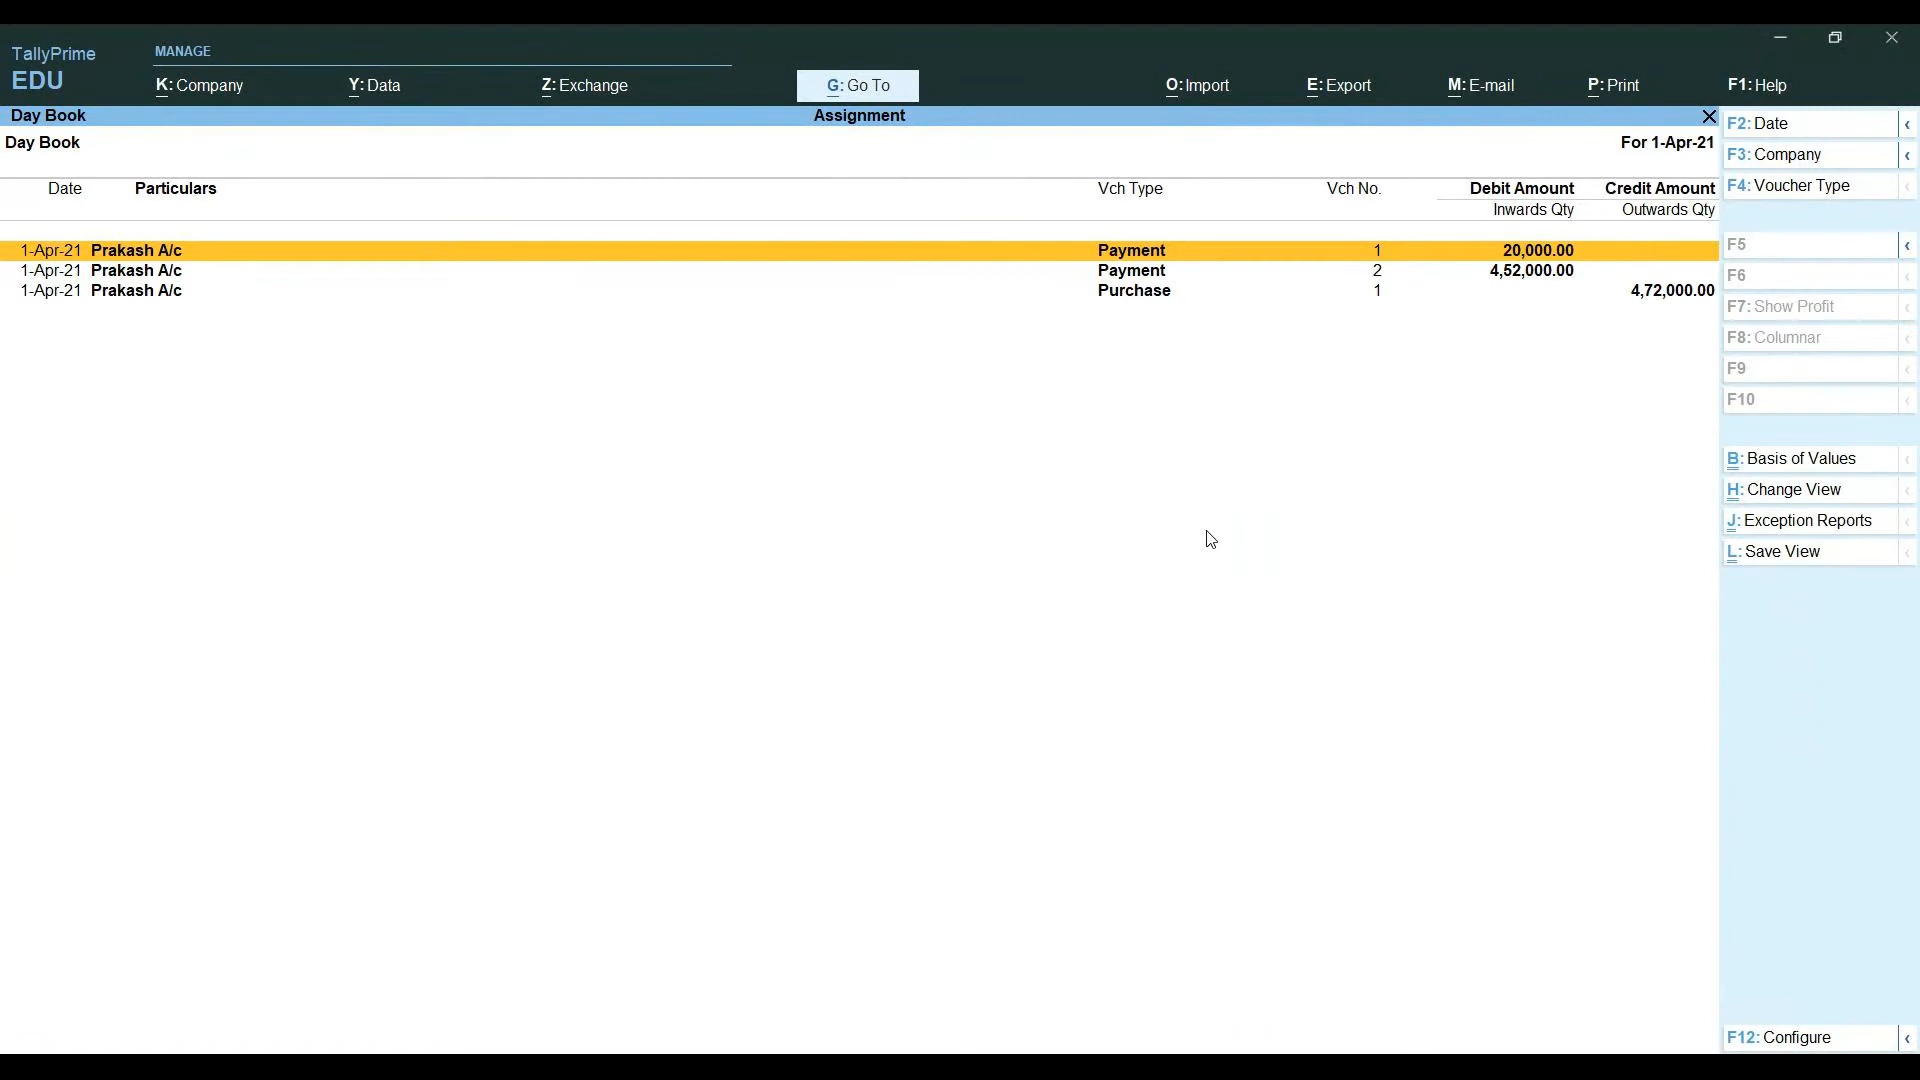 TallyPrime
EDU
MANAGE
K: Company Y: Data Z: Exchange G: Go To O: Import E: Export M: E-mail P: Print F1: Help
Day Book Assignment
Day Book For 1-Apr-21
Date Particulars Vch Type Vch No. Debit Amount Credit Amount
Inwards Qty Outwards Qty
1-Apr-21 Prakash A/c Payment 1 20,000.00
1-Apr-21 Prakash A/c Payment 2 4,52,000.00
1-Apr-21 Prakash A/c Purchase 1 4,72,000.00
F2: Date
F3: Company
F4: Voucher Type
F5
F6
F7: Show Profit
F8: Columnar
F9
F10
B: Basis of Values
H: Change View
J: Exception Reports
L: Save View
F12: Configure